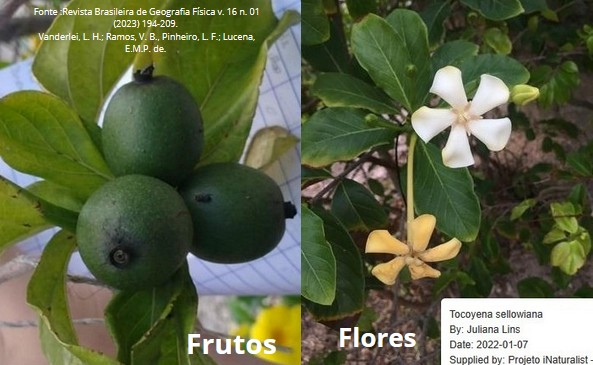 Fonte :Revista Brasileira de Geografia Física v. 16 n. 01
(2023) 194-209.
Vanderlei, L. H.; Ramos, V. B., Pinheiro, L. F.; Lucena,
E.M.P. de.
Frutos
Flores
Tocoyena sellowiana
By: Juliana Lins
Date: 2022-01-07
Supplied by: Projeto iNaturalist -